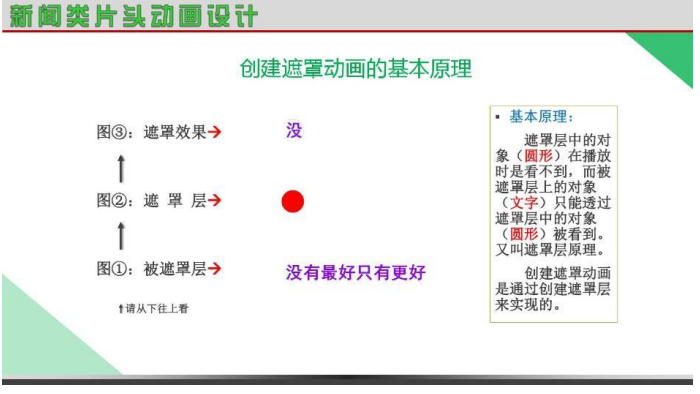 新闻类片头动画设计
创建遮罩动画的基本原理
图③：遮罩效果→
没
图②：遮 罩 层→
图①：被遮罩层→
没有最好只有更好
↑请从下往上看
▪ 基本原理：
遮罩层中的对
象（圆形）在播放
时是看不到，而被
遮罩层上的对象
（文字）只能透过
遮罩层中的对象
（圆形）被看到。
又叫遮罩层原理。
创建遮罩动画
是通过创建遮罩层
来实现的。